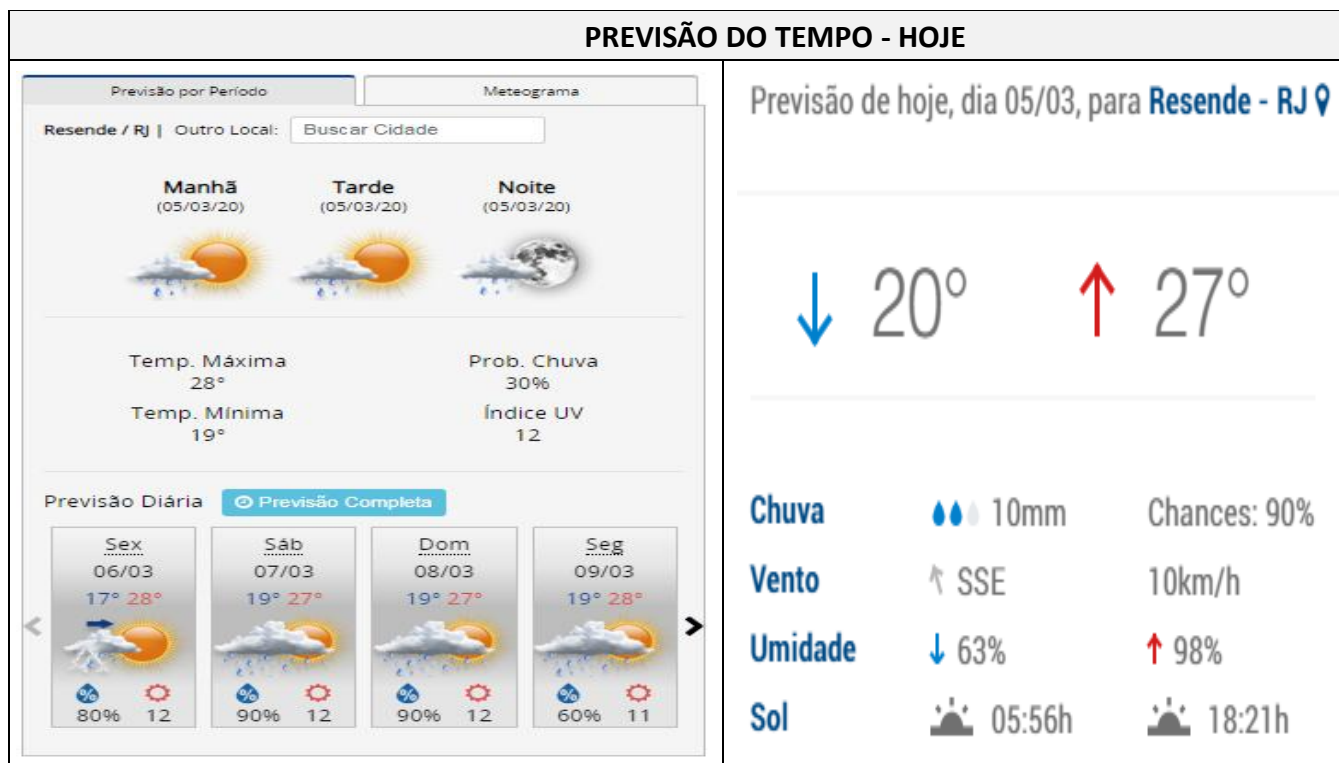 PREVISÃO DO TEMPO - HOJE
Previsão por Período
Meteograma
Resende / RJ | Outro Local: Buscar Cidade
Manhã Tarde Noite
(05/03/20) (05/03/20) (05/03/20)
Temp. Máxima Prob. Chuva
28° 30%
Temp. Mínima Índice UV
19° 12
Previsão Diária Previsão Completa
Sex Sáb Dom Seg
06/03 07/03 08/03 09/03
17° 28° 19° 27° 19° 27° 19° 28°
% % % %
80% 12 90% 12 90% 12 60% 11
Previsão de hoje, dia 05/03, para Resende - RJ
20° 27°
Chuva 10mm Chances: 90%
Vento SSE 10km/h
Umidade 63% 98%
Sol 05:56h 18:21h